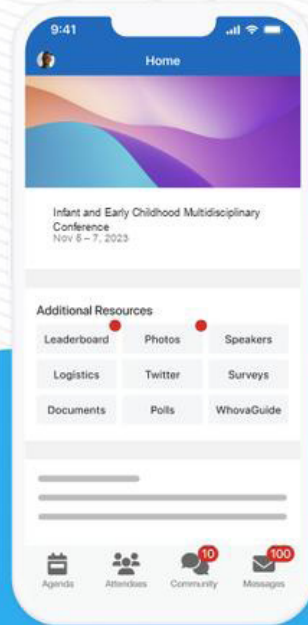 9:41
Home
Infant and Early Childhood Multidisciplinary
Conference
Nov 6 – 7, 2023
Additional Resources
Leaderboard Photos Speakers
Logistics Twitter Surveys
Documents Polls WhovaGuide
10 100
Agenda Attendees Community Messages